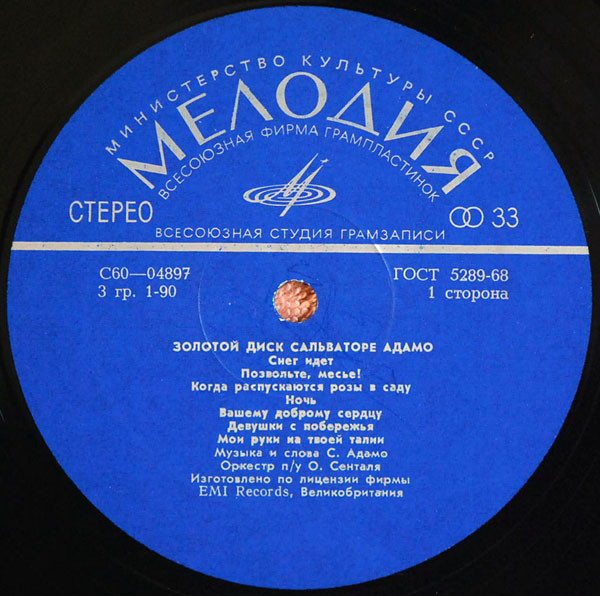 МИНИСТЕРСТВО КУЛЬТУРЫ СССР
МЕЛОДИЯ
ВСЕСОЮЗНАЯ ФИРМА ГРАМПЛАСТИНОК
СТЕРЕО
33
ВСЕСОЮЗНАЯ СТУДИЯ ГРАМЗАПИСИ
С60—04897
ГОСТ 5289-68
3 гр. 1-90
1 сторона
ЗОЛОТОЙ ДИСК САЛЬВАТОРЕ АДАМО
Снег идет
Позвольте, месье!
Когда распускаются розы в саду
Ночь
Вашему доброму сердцу
Девушки с побережья
Мои руки на твоей талии
Музыка и слова С. Адамо
Оркестр п/у О. Сенталя
Изготовлено по лицензии фирмы
EMI Records, Великобритания